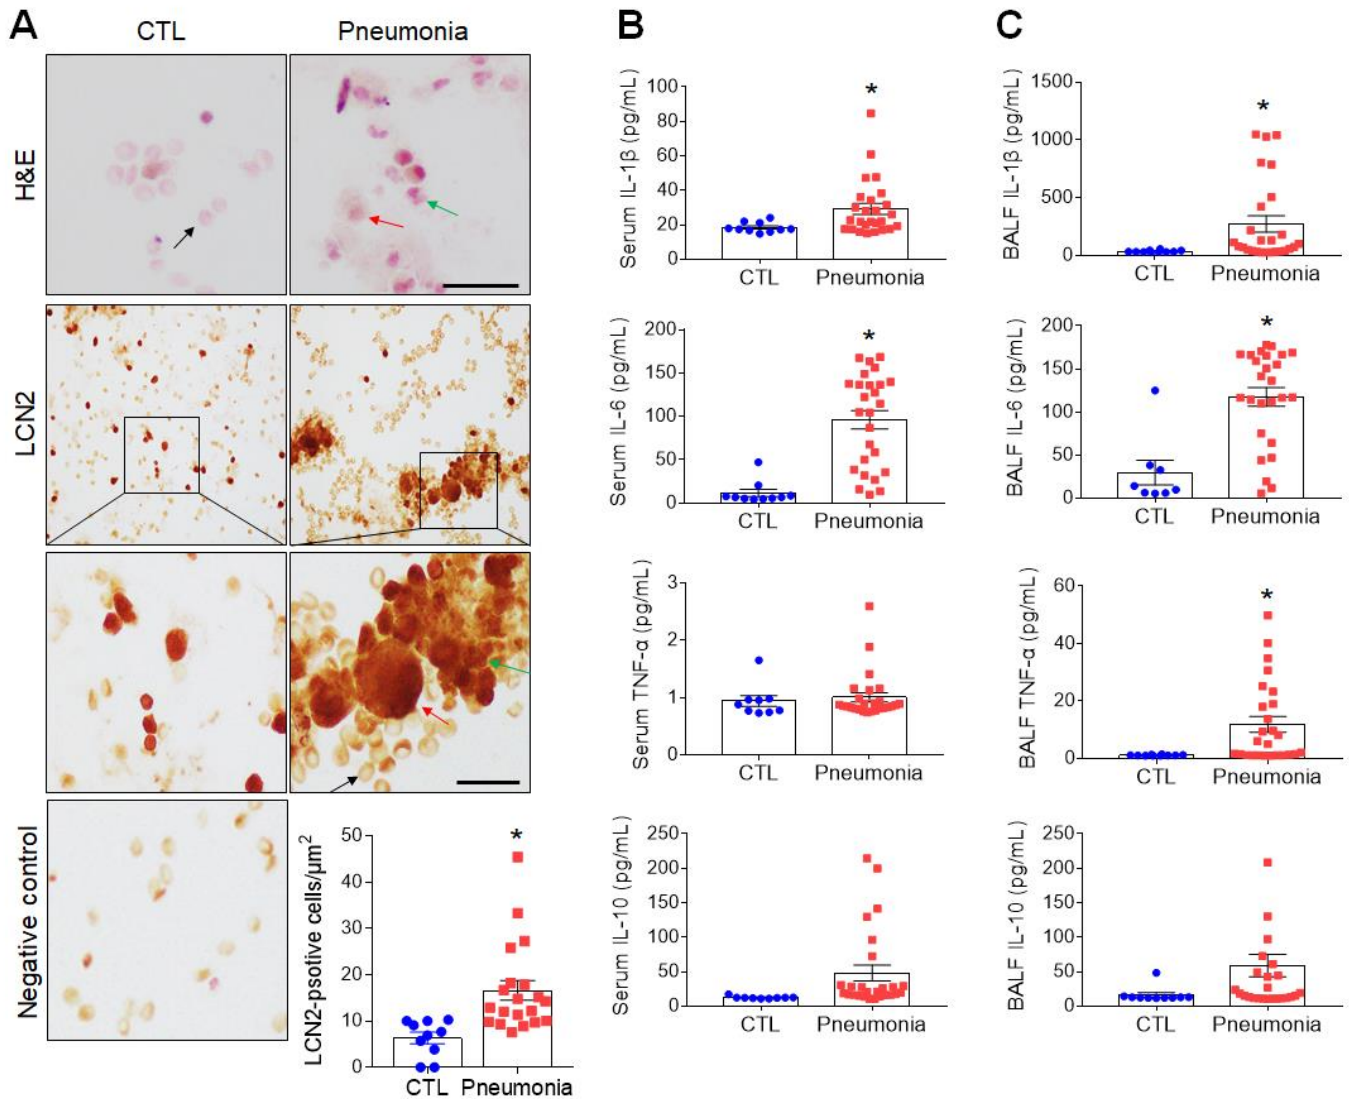 A
CTL
Pneumonia
H&E
LCN2
Negative control
LCN2-psotive cells/µm²
50
40
30
20
10
0
*
CTL
Pneumonia
B
Serum IL-1β (pg/mL)
100
80
60
40
20
0
*
CTL
Pneumonia
Serum IL-6 (pg/mL)
200
150
100
50
0
*
CTL
Pneumonia
Serum TNF-α (pg/mL)
3
2
1
0
CTL
Pneumonia
Serum IL-10 (pg/mL)
250
200
150
100
50
0
CTL
Pneumonia
C
BALF IL-1β (pg/mL)
1500
1000
500
0
*
CTL
Pneumonia
BALF IL-6 (pg/mL)
200
150
100
50
0
*
CTL
Pneumonia
BALF TNF-α (pg/mL)
60
40
20
0
*
CTL
Pneumonia
BALF IL-10 (pg/mL)
250
200
150
100
50
0
CTL
Pneumonia